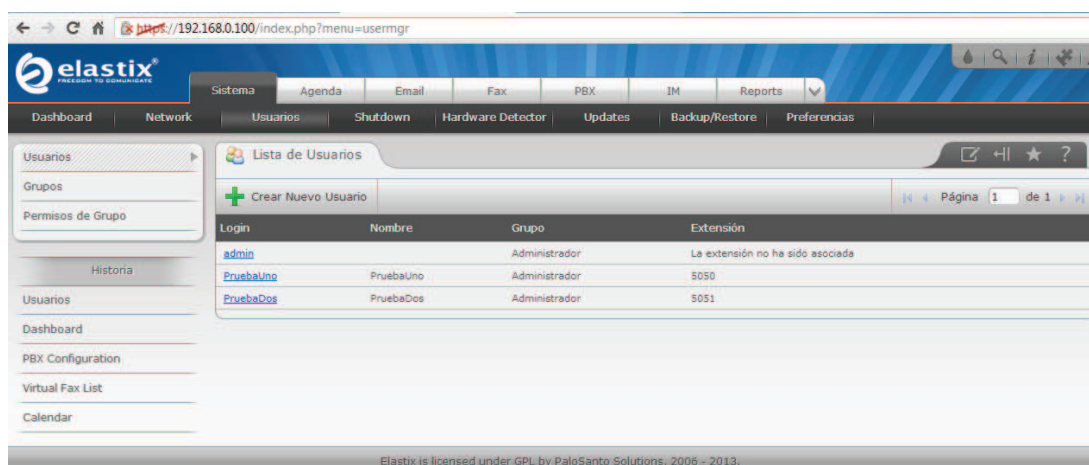 https://192.168.0.100/index.php?menu=usermgr
elastix®
FREEDOM TO COMUNICATE
Sistema Agenda Email Fax PBX IM Reports
Dashboard Network Usuarios Shutdown Hardware Detector Updates Backup/Restore Preferencias
Usuarios
Grupos
Permisos de Grupo
Historia
Usuarios
Dashboard
PBX Configuration
Virtual Fax List
Calendar
Lista de Usuarios
Crear Nuevo Usuario Página 1 de 1
Login Nombre Grupo Extensión
admin Administrador La extensión no ha sido asociada
PruebaUno PruebaUno Administrador 5050
PruebaDos PruebaDos Administrador 5051
Elastix is licensed under GPL by PaloSanto Solutions. 2006 - 2013.